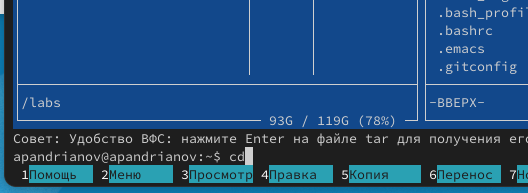 .bash_profi
.bashrc
.emacs
.gitconfig
/labs
-ВВЕРХ-
93G / 119G (78%)
Совет: Удобство ВФС: нажмите Enter на файле tar для получения его
apandrianov@apandrianov:~$ cd
1Помощь 2Меню 3Просмотр 4Правка 5Копия 6Перенос 7Н